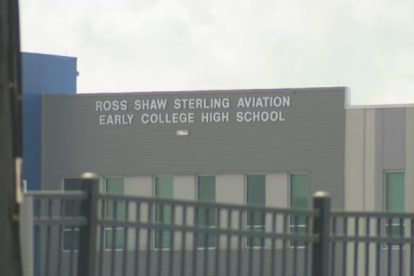 ROSS SHAW STERLING AVIATION
EARLY COLLEGE HIGH SCHOOL